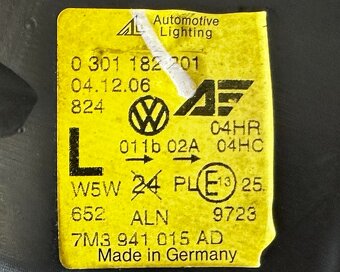 AL Automotive
Lighting
0 301 182 201
04.12.06
824
04HR
011b 02A 04HC
L
W5W 24 PL E13 25
652 ALN 9723
7M3 941 015 AD
Made in Germany